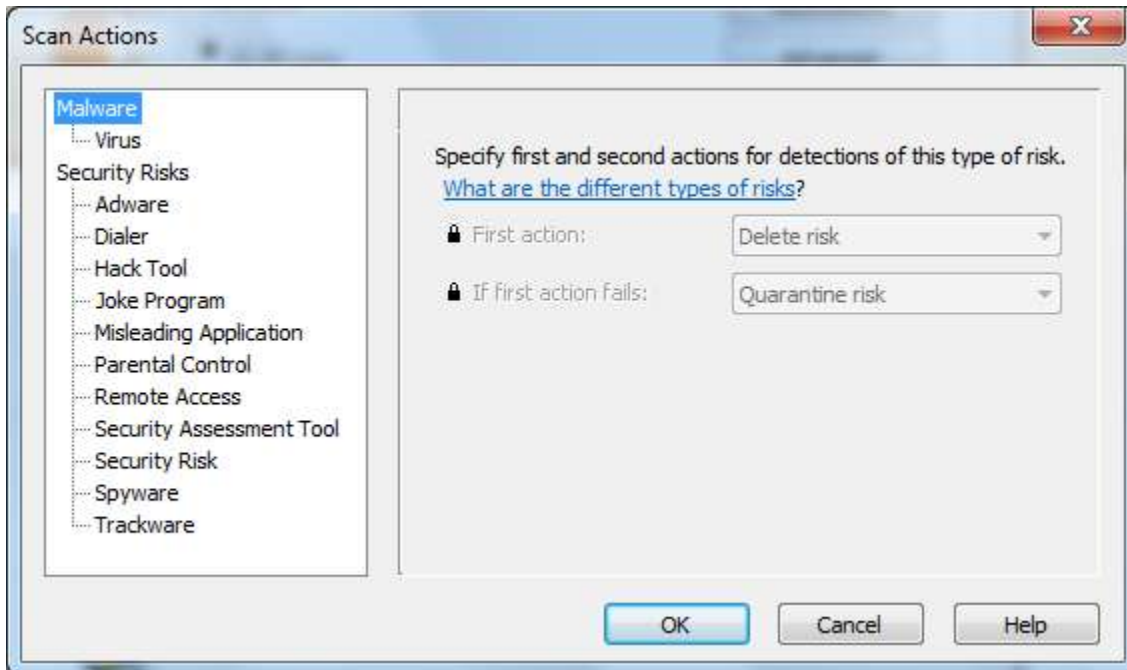 Scan Actions
Malware
Virus
Security Risks
Adware
Dialer
Hack Tool
Joke Program
Misleading Application
Parental Control
Remote Access
Security Assessment Tool
Security Risk
Spyware
Trackware
Specify first and second actions for detections of this type of risk.
What are the different types of risks?
First action: Delete risk
If first action fails: Quarantine risk
OK Cancel Help